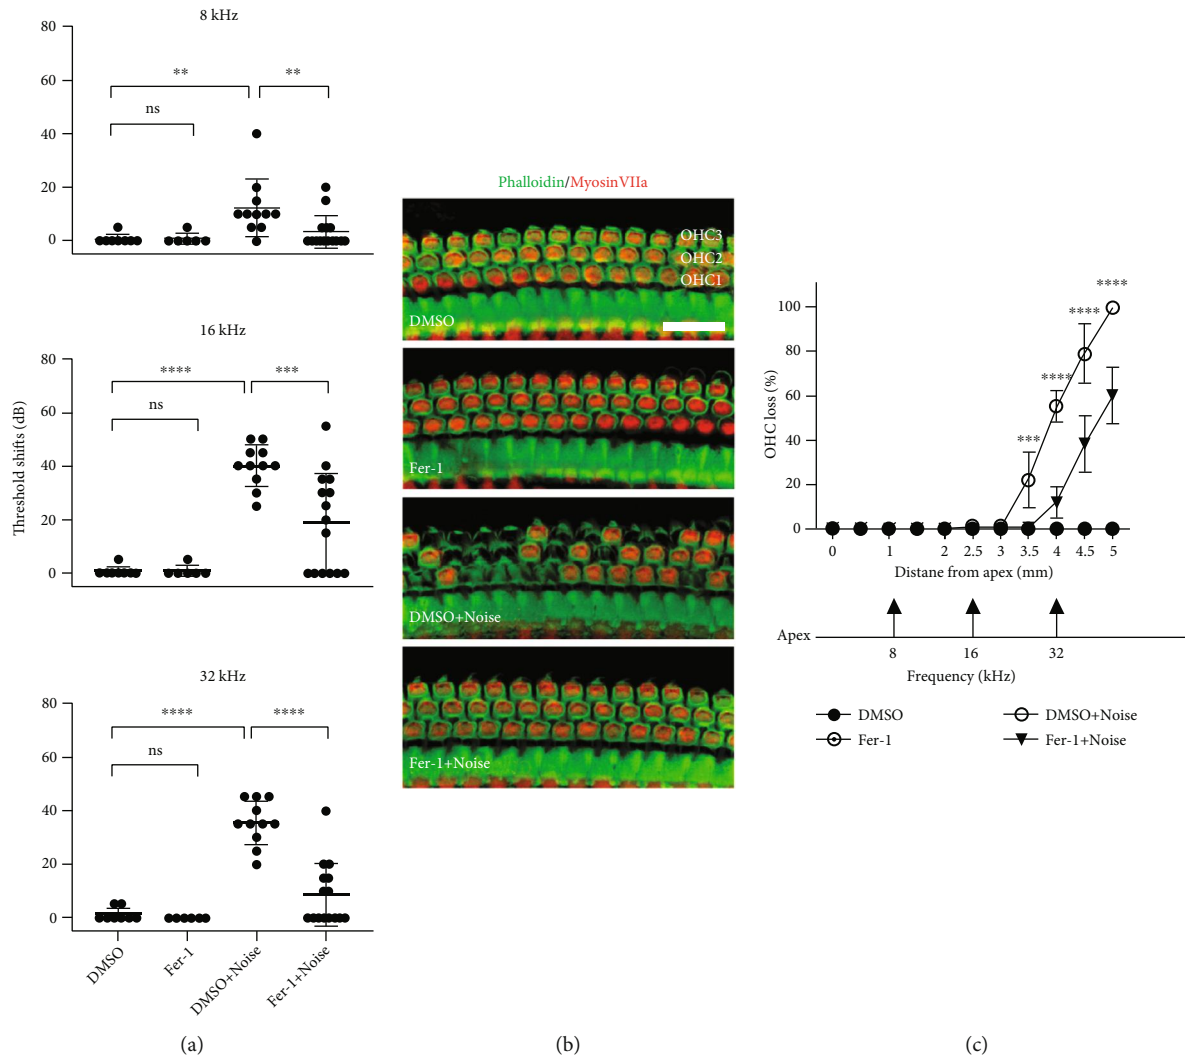 8 kHz
80
60
40
20
0
**
**
ns
16 kHz
80
60
40
20
0
****
***
ns
Threshold shifts (dB)
32 kHz
80
60
40
20
0
****
****
ns
DMSO
Fer-1
DMSO+Noise
Fer-1+Noise
(a)
Phalloidin/MyosinVIIa
OHC3
OHC2
OHC1
DMSO
Fer-1
DMSO+Noise
Fer-1+Noise
(b)
OHC loss (%)
100
80
60
40
20
0
***
****
****
****
0 1 2 2.5 3 3.5 4 4.5 5
Distane from apex (mm)
Apex
8 16 32
Frequency (kHz)
DMSO
Fer-1
DMSO+Noise
Fer-1+Noise
(c)